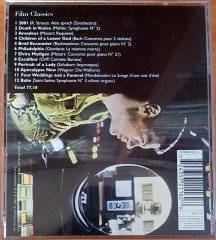 Film Classics
1 2001 (R. Strauss: Also sprach Zarathustra)
2 Death in Venice (Mahler: Symphonie N° 5)
3 Amadeus (Mozart: Requiem)
4 Children of a Lesser God (Bach: Concerto pour 2 violons)
5 Brief Encounter (Rachmaninov: Concerto pour piano N° 2)
6 Philadelphia (Giordano: La mamma morta)
7 Elvira Madigan (Mozart: Concerto pour piano N° 21)
8 Excalibur (Orff: Carmina Burana)
9 Portrait of a Lady (Schubert: Impromptus)
10 Apocalypse Now (Wagner: Die Walküre)
11 Four Weddings and a Funeral (Mendelssohn: Le Songe d'une nuit d'été)
12 Babe (Saint-Saëns: Symphonie N° 3 «Avec orgue»)
Total 77.18